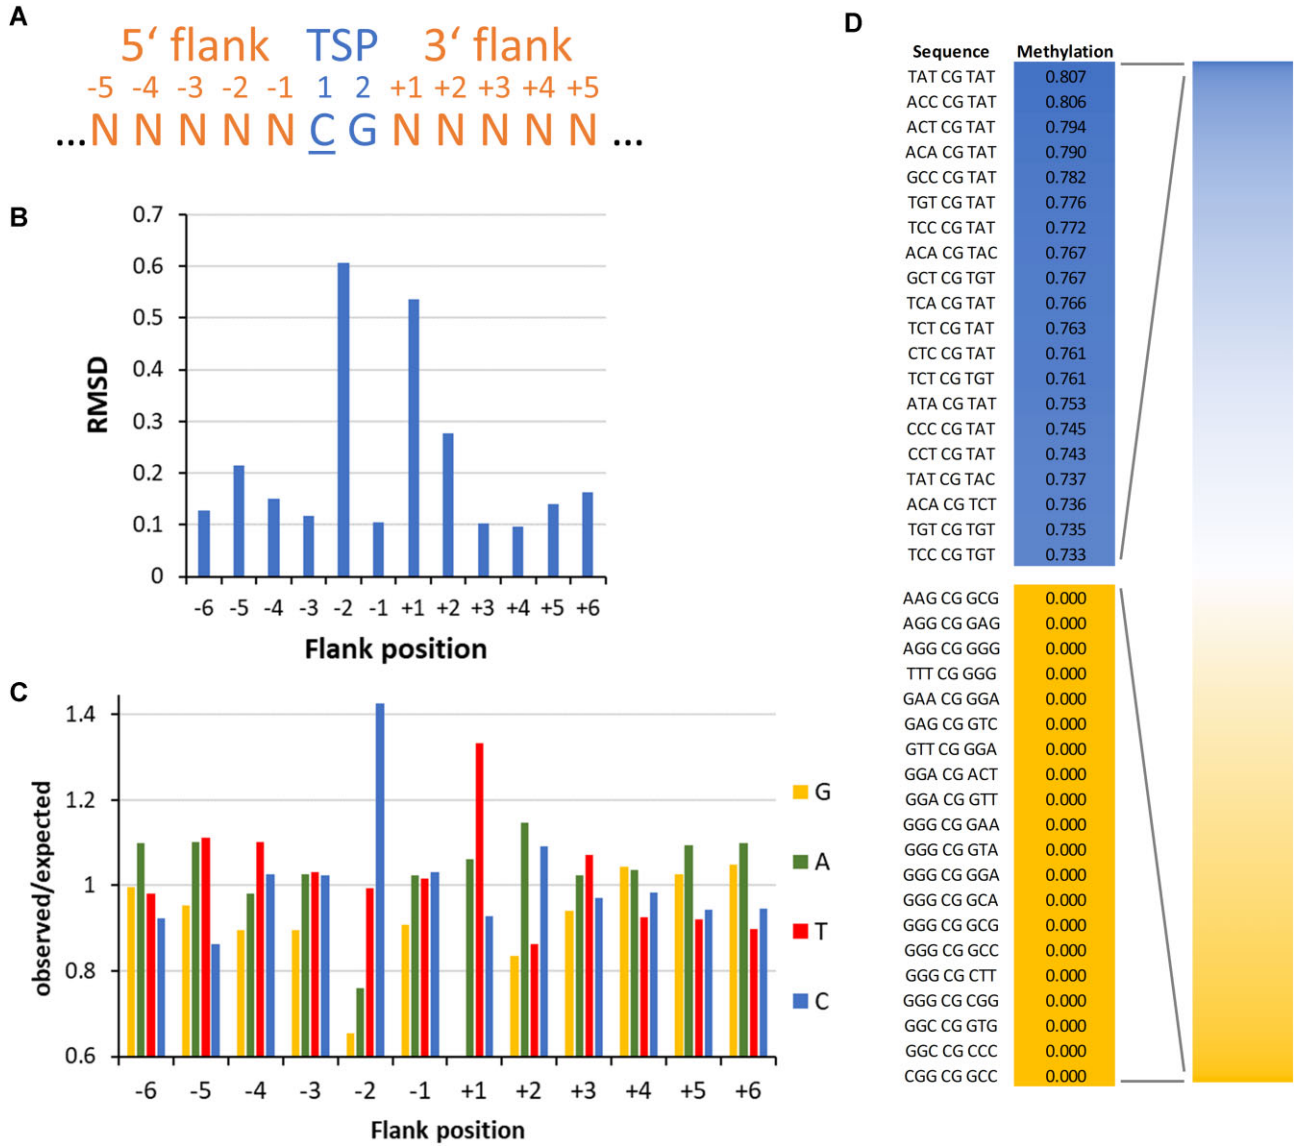 A
5‘ flank TSP 3‘ flank
-5 -4 -3 -2 -1 1 2 +1 +2 +3 +4 +5
...N N N N N C G N N N N N ...
B
0.7
0.6
0.5
0.4
0.3
0.2
0.1
0
RMSD
-6 -5 -4 -3 -2 -1 +1 +2 +3 +4 +5 +6
Flank position
C
1.4
1.2
1
0.8
0.6
observed/expected
-6 -5 -4 -3 -2 -1 +1 +2 +3 +4 +5 +6
Flank position
G
A
T
C
D
Sequence Methylation
TAT CG TAT 0.807
ACC CG TAT 0.806
ACT CG TAT 0.794
ACA CG TAT 0.790
GCC CG TAT 0.782
TGT CG TAT 0.776
TCC CG TAT 0.772
ACA CG TAC 0.767
GCT CG TGT 0.767
TCA CG TAT 0.766
TCT CG TAT 0.763
CTC CG TAT 0.761
TCT CG TGT 0.761
ATA CG TAT 0.753
CCC CG TAT 0.745
CCT CG TAT 0.743
TAT CG TAC 0.737
ACA CG TCT 0.736
TGT CG TGT 0.735
TCC CG TGT 0.733
AAG CG GCG 0.000
AGG CG GAG 0.000
AGG CG GGG 0.000
TTT CG GGG 0.000
GAA CG GGA 0.000
GAG CG GTC 0.000
GTT CG GGA 0.000
GGA CG ACT 0.000
GGA CG GTT 0.000
GGG CG GAA 0.000
GGG CG GTA 0.000
GGG CG GGA 0.000
GGG CG GCA 0.000
GGG CG GCG 0.000
GGG CG GCC 0.000
GGG CG CTT 0.000
GGG CG CGG 0.000
GGC CG GTG 0.000
GGC CG CCC 0.000
CGG CG GCC 0.000